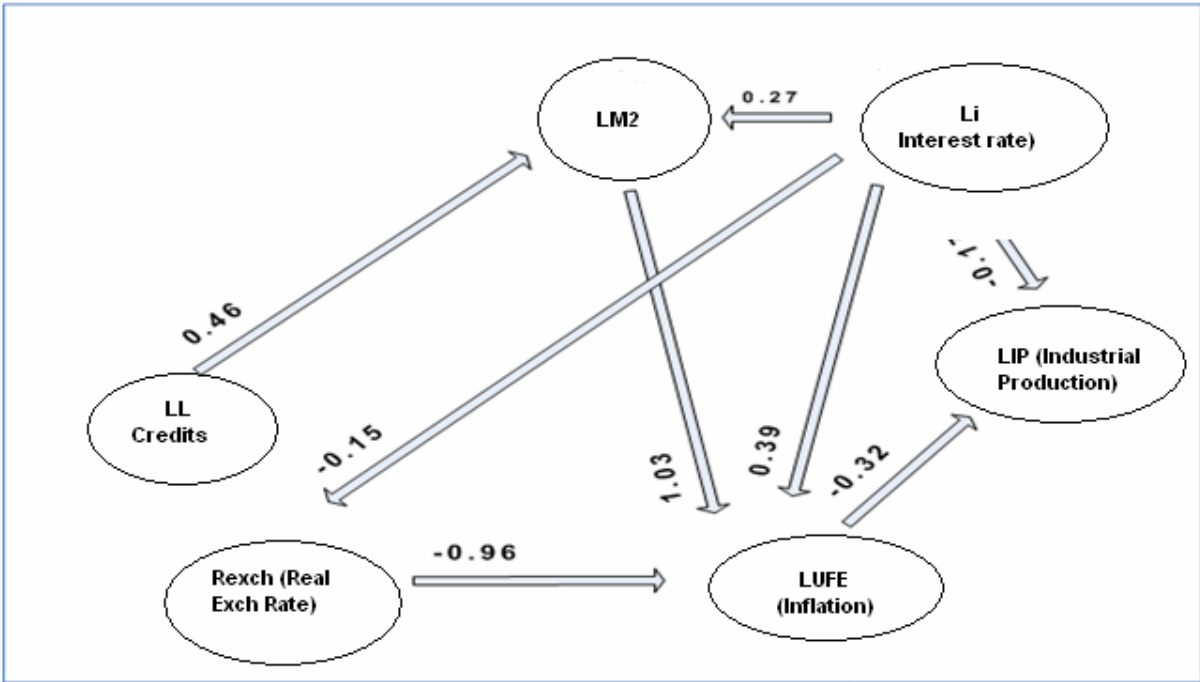 LM2
0.27
Li
Interest rate)
0.46
LL
Credits
-0.15
1.03
0.39
-0.32
LIP (Industrial
Production)
Rexch (Real
Exch Rate)
-0.96
LUFE
(Inflation)